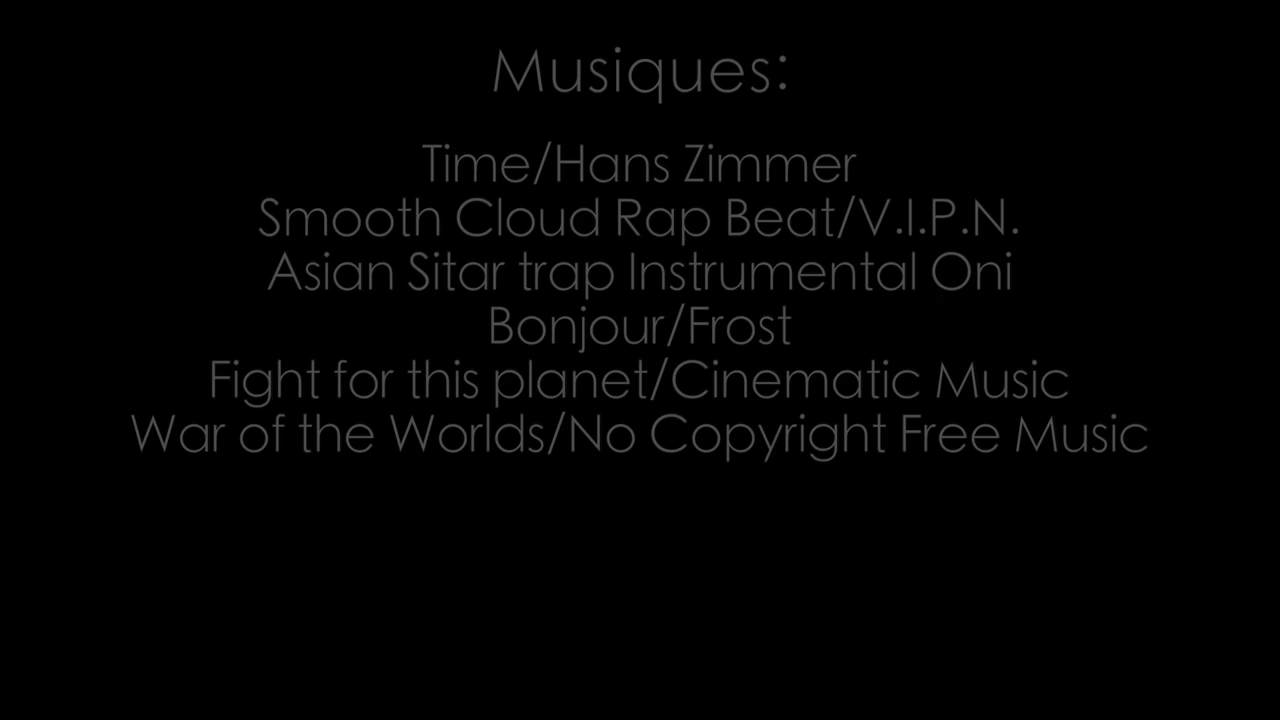 Musiques:
Time/Hans Zimmer
Smooth Cloud Rap Beat/V.I.P.N.
Asian Sitar trap Instrumental Oni
Bonjour/Frost
Fight for this planet/Cinematic Music
War of the Worlds/No Copyright Free Music